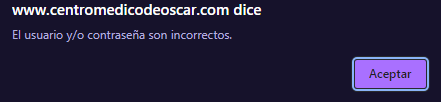 www.centromedicodeoscar.com dice
El usuario y/o contraseña son incorrectos.
Aceptar